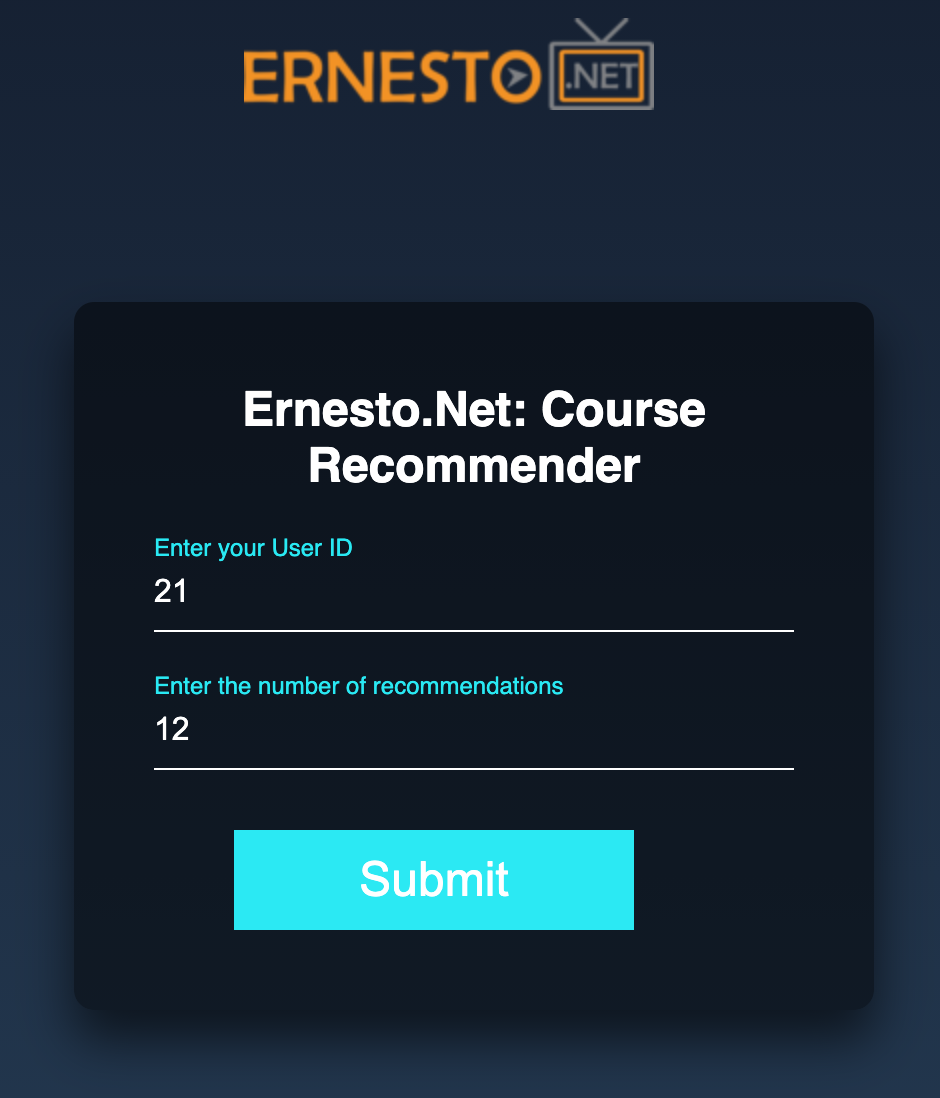 ERNESTO .NET
Ernesto.Net: Course
Recommender
Enter your User ID
21
Enter the number of recommendations
12
Submit